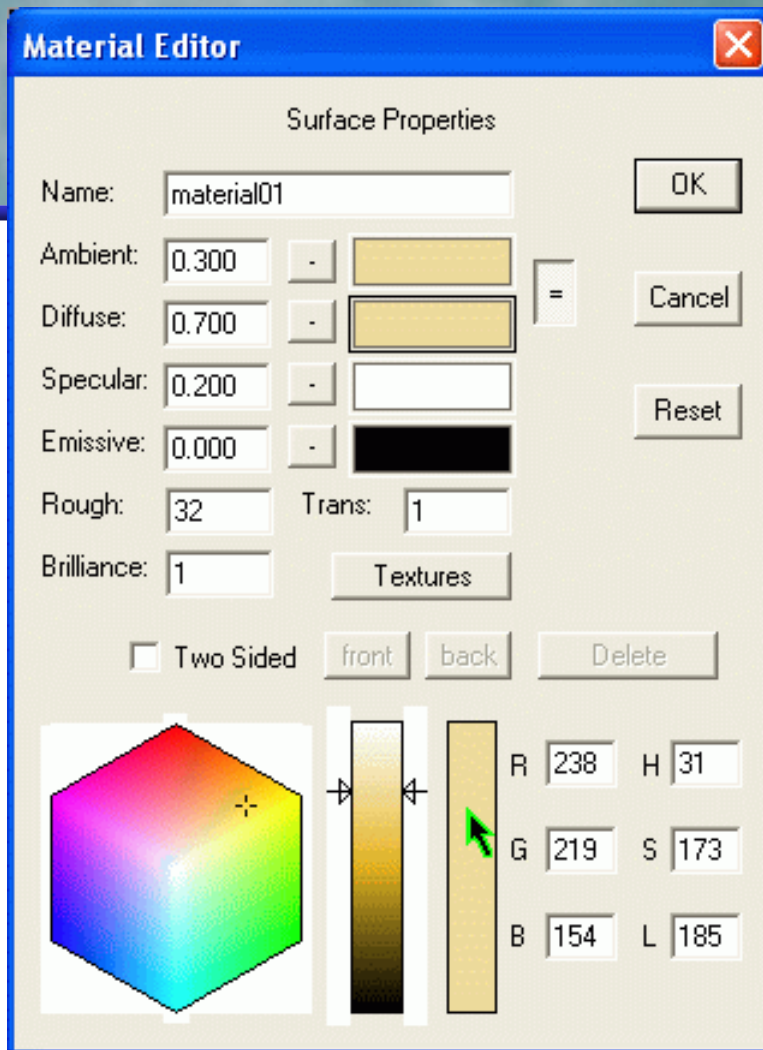 Material Editor
Surface Properties
Name: material01 OK
Ambient: 0.300 - =
Diffuse: 0.700 - Cancel
Specular: 0.200 -
Reset
Emissive: 0.000 -
Rough: 32 Trans: 1
Brilliance: 1 Textures
Two Sided front back Delete
R 238 H 31
G 219 S 173
B 154 L 185